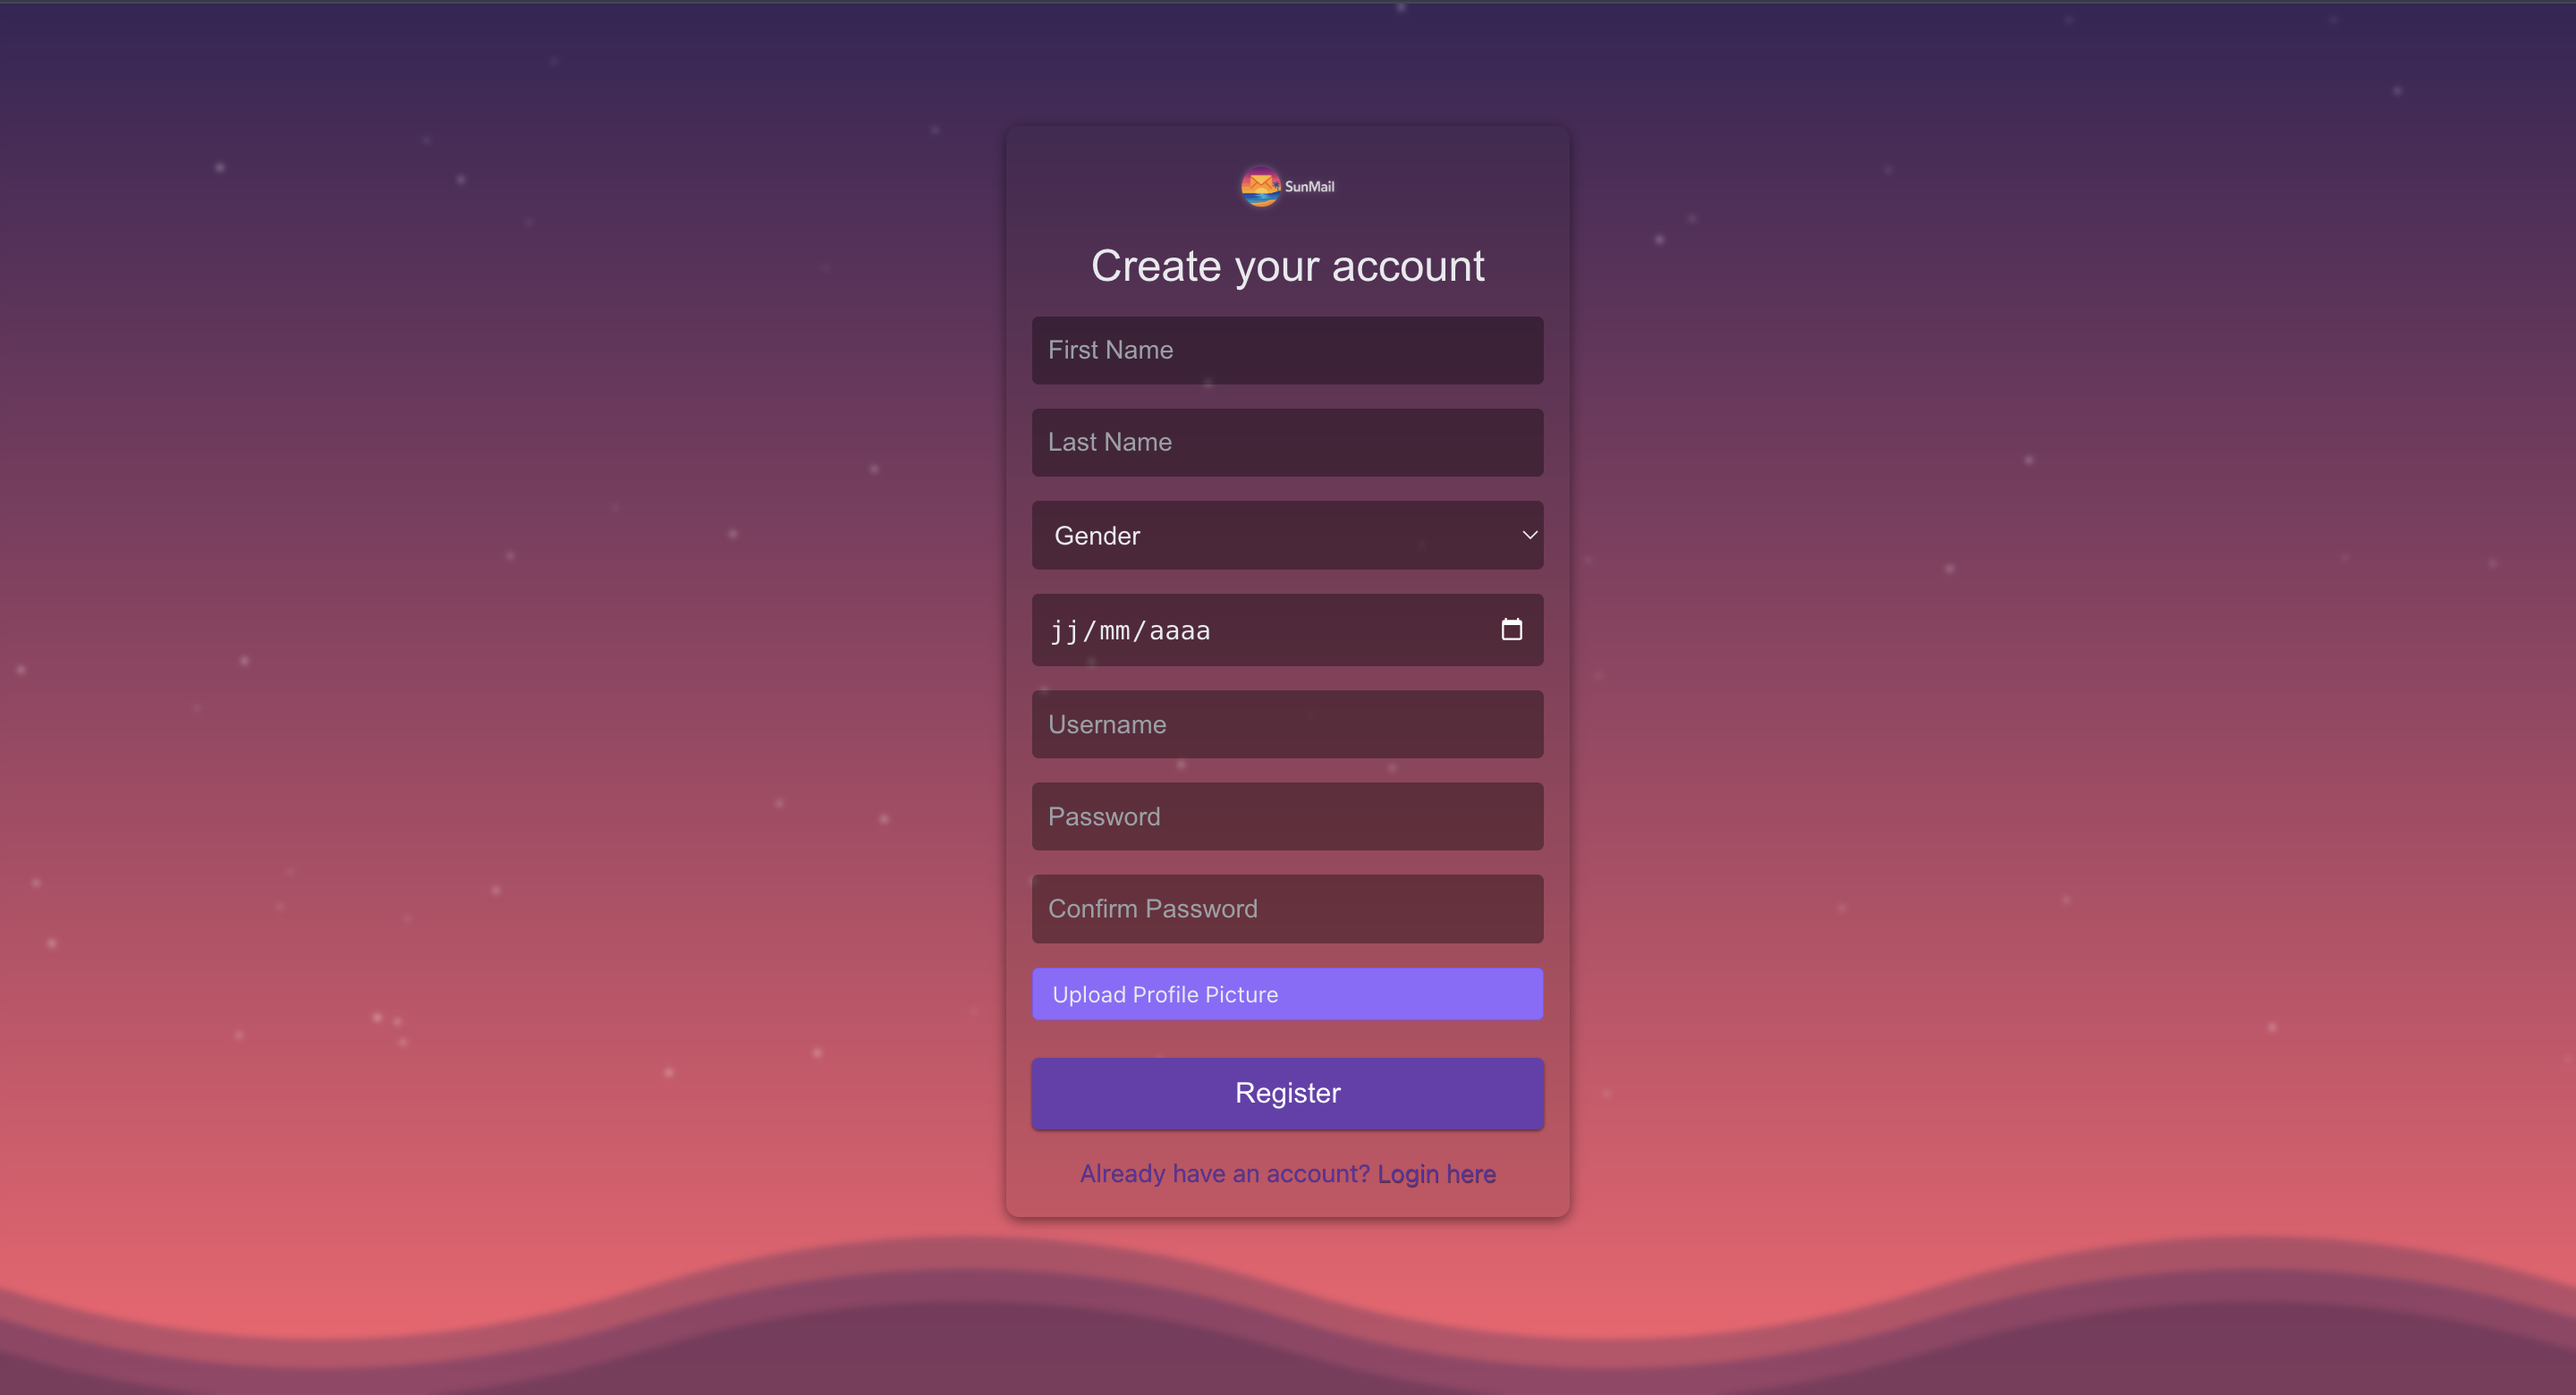 SunMail
Create your account
First Name
Last Name
Gender
jj/mm/aaaa
Username
Password
Confirm Password
Upload Profile Picture
Register
Already have an account? Login here